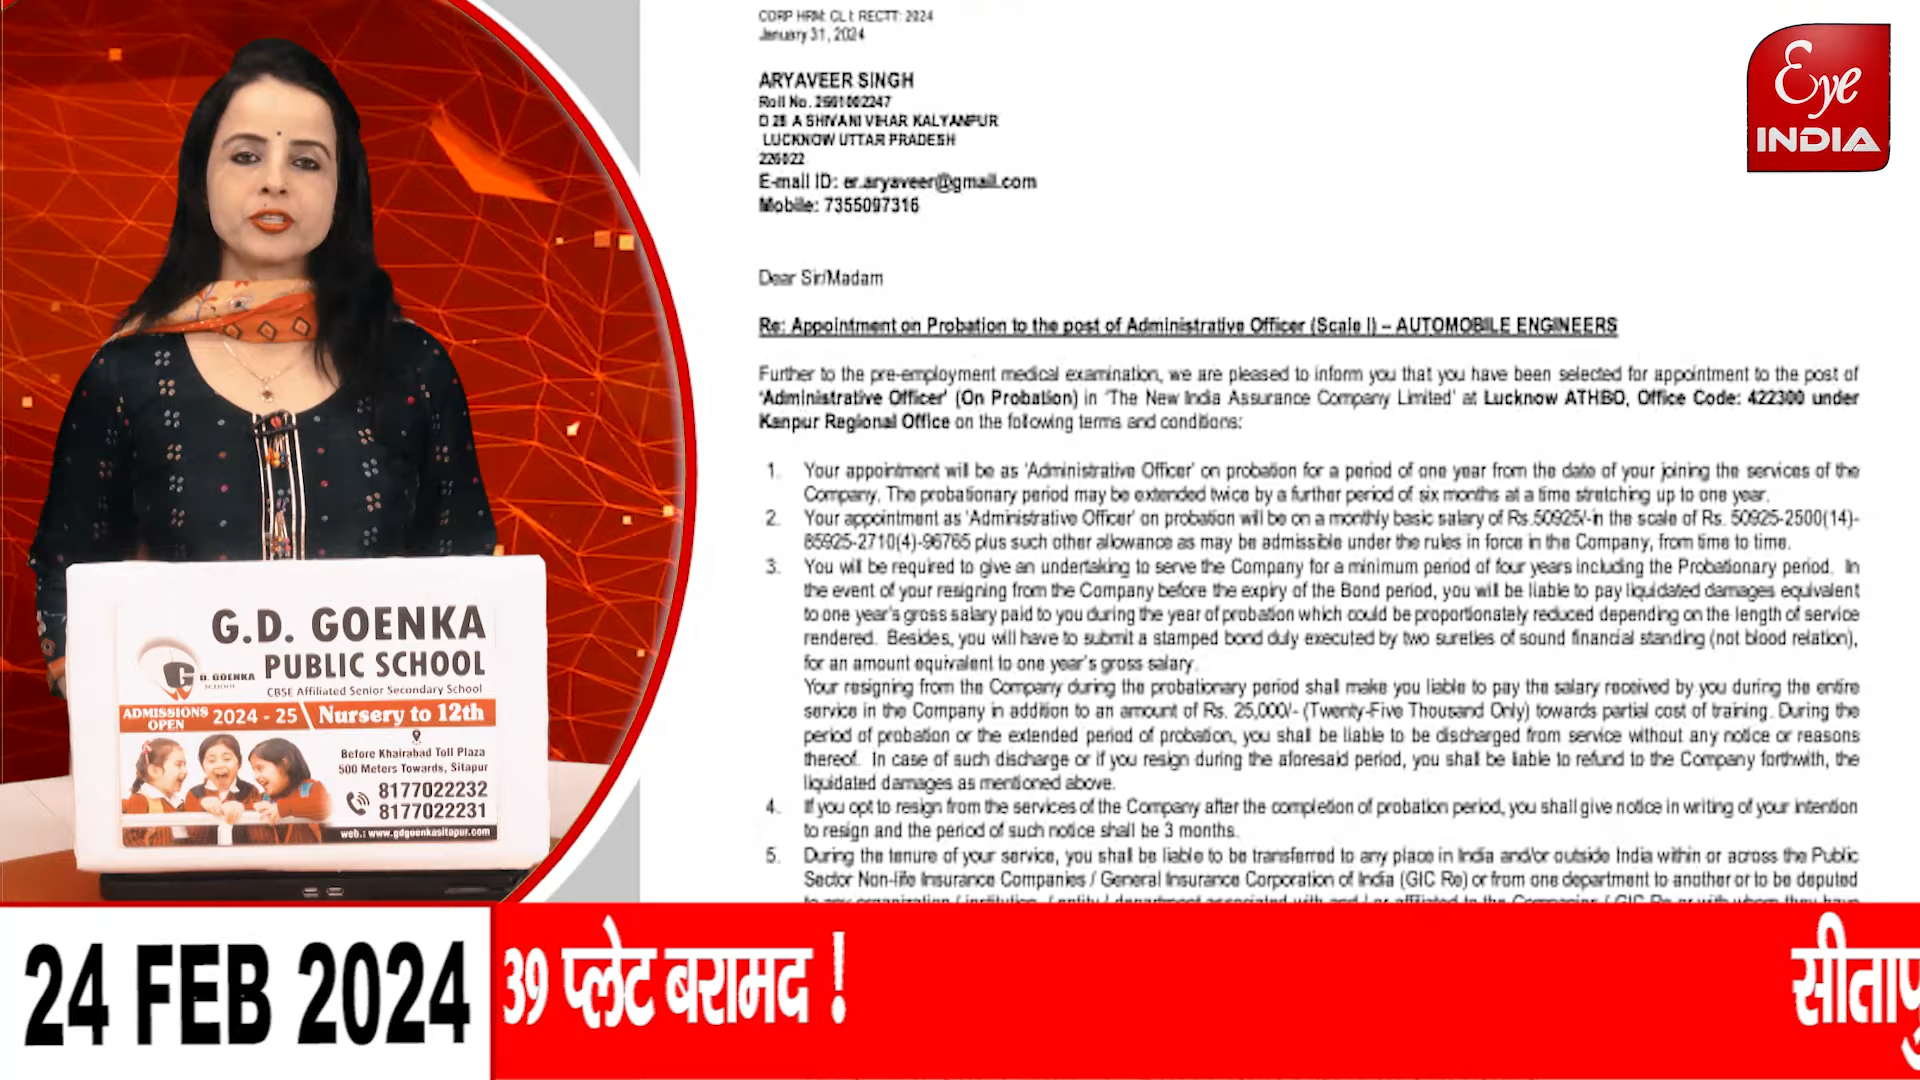 CORP HRM: CL I: RECTT: 2024
January 31, 2024
ARYAVEER SINGH
Roll No. 2601002247
D 28 A SHIVANI VIHAR KALYANPUR
LUCKNOW UTTAR PRADESH
226022
E-mail ID: er.aryaveer@gmail.com
Mobile: 7355097316
Dear Sir/Madam
Re: Appointment on Probation to the post of Administrative Officer (Scale I) – AUTOMOBILE ENGINEERS
Further to the pre-employment medical examination, we are pleased to inform you that you have been selected for appointment to the post of
'Administrative Officer' (On Probation) in 'The New India Assurance Company Limited' at Lucknow ATHBO, Office Code: 422300 under
Kanpur Regional Office on the following terms and conditions:
1. Your appointment will be as 'Administrative Officer' on probation for a period of one year from the date of your joining the services of the
Company. The probationary period may be extended twice by a further period of six months at a time stretching up to one year.
2. Your appointment as 'Administrative Officer' on probation will be on a monthly basic salary of Rs.50925/-in the scale of Rs. 50925-2500(14)-
85925-2710(4)-96765 plus such other allowance as may be admissible under the rules in force in the Company, from time to time.
3. You will be required to give an undertaking to serve the Company for a minimum period of four years including the Probationary period. In
the event of your resigning from the Company before the expiry of the Bond period, you will be liable to pay liquidated damages equivalent
to one year's gross salary paid to you during the year of probation which could be proportionately reduced depending on the length of service
rendered. Besides, you will have to submit a stamped bond duly executed by two sureties of sound financial standing (not blood relation),
for an amount equivalent to one year's gross salary.
Your resigning from the Company during the probationary period shall make you liable to pay the salary received by you during the entire
service in the Company in addition to an amount of Rs. 25,000/- (Twenty-Five Thousand Only) towards partial cost of training. During the
period of probation or the extended period of probation, you shall be liable to be discharged from service without any notice or reasons
thereof. In case of such discharge or if you resign during the aforesaid period, you shall be liable to refund to the Company forthwith, the
liquidated damages as mentioned above.
4. If you opt to resign from the services of the Company after the completion of probation period, you shall give notice in writing of your intention
to resign and the period of such notice shall be 3 months.
5. During the tenure of your service, you shall be liable to be transferred to any place in India and/or outside India within or across the Public
Sector Non-life Insurance Companies / General Insurance Corporation of India (GIC Re) or from one department to another or to be deputed
Eye
INDIA
G.D. GOENKA
PUBLIC SCHOOL
D. GOENKA
SCHOOL
CBSE Affiliated Senior Secondary School
ADMISSIONS OPEN 2024 - 25 Nursery to 12th
Before Khairabad Toll Plaza
500 Meters Towards, Sitapur
8177022232
8177022231
web.: www.gdgoenkasitapur.com
24 FEB 2024
39 प्लेट बरामद !
सीतापु